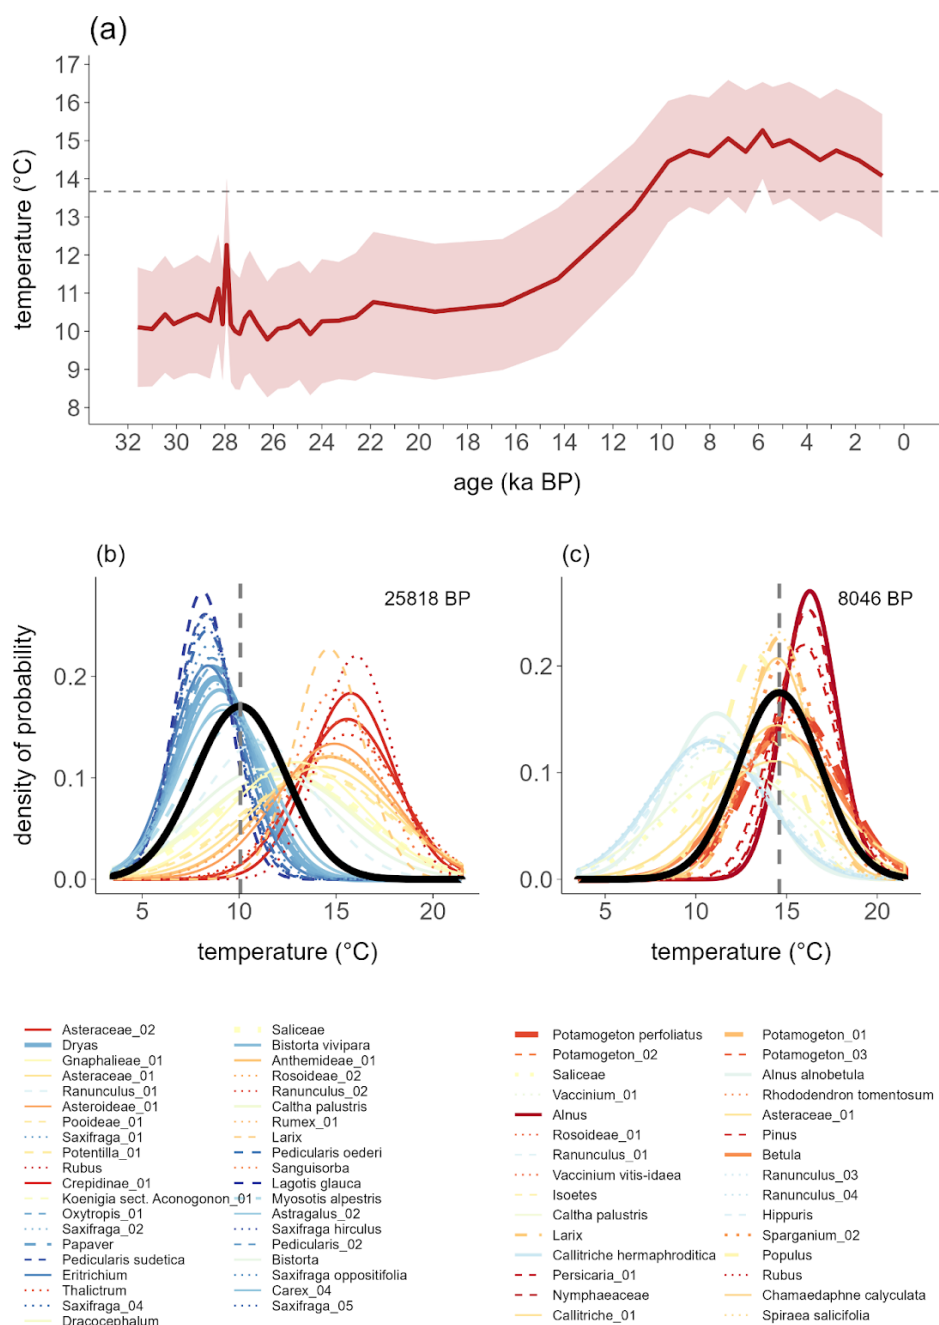 (a)
17
16
15
14
13
12
11
10
9
8
temperature (°C)
32 30 28 26 24 22 20 18 16 14 12 10 8 6 4 2 0
age (ka BP)
(b)
25818 BP
0.2
0.1
0.0
density of probability
5 10 15 20
temperature (°C)
(c)
8046 BP
0.2
0.1
0.0
5 10 15 20
temperature (°C)
Asteraceae_02
Dryas
Gnaphalieae_01
Asteraceae_01
Ranunculus_01
Asteroideae_01
Pooideae_01
Saxifraga_01
Potentilla_01
Rubus
Crepidinae_01
Koenigia sect. Aconogonon_01
Oxytropis_01
Saxifraga_02
Papaver
Pedicularis sudetica
Eritrichium
Thalictrum
Saxifraga_04
Dracocephalum
Saliceae
Bistorta vivipara
Anthemideae_01
Rosoideae_02
Ranunculus_02
Caltha palustris
Rumex_01
Larix
Pedicularis oederi
Sanguisorba
Lagotis glauca
Myosotis alpestris
Astragalus_02
Saxifraga hirculus
Pedicularis_02
Bistorta
Saxifraga oppositifolia
Carex_04
Saxifraga_05
Potamogeton perfoliatus
Potamogeton_02
Saliceae
Vaccinium_01
Alnus
Rosoideae_01
Ranunculus_01
Vaccinium vitis-idaea
Isoetes
Caltha palustris
Larix
Callitriche hermaphroditica
Persicaria_01
Nymphaeaceae
Callitriche_01
Potamogeton_01
Potamogeton_03
Alnus alnobetula
Rhododendron tomentosum
Asteraceae_01
Pinus
Betula
Ranunculus_03
Ranunculus_04
Hippuris
Sparganium_02
Populus
Rubus
Chamaedaphne calyculata
Spiraea salicifolia